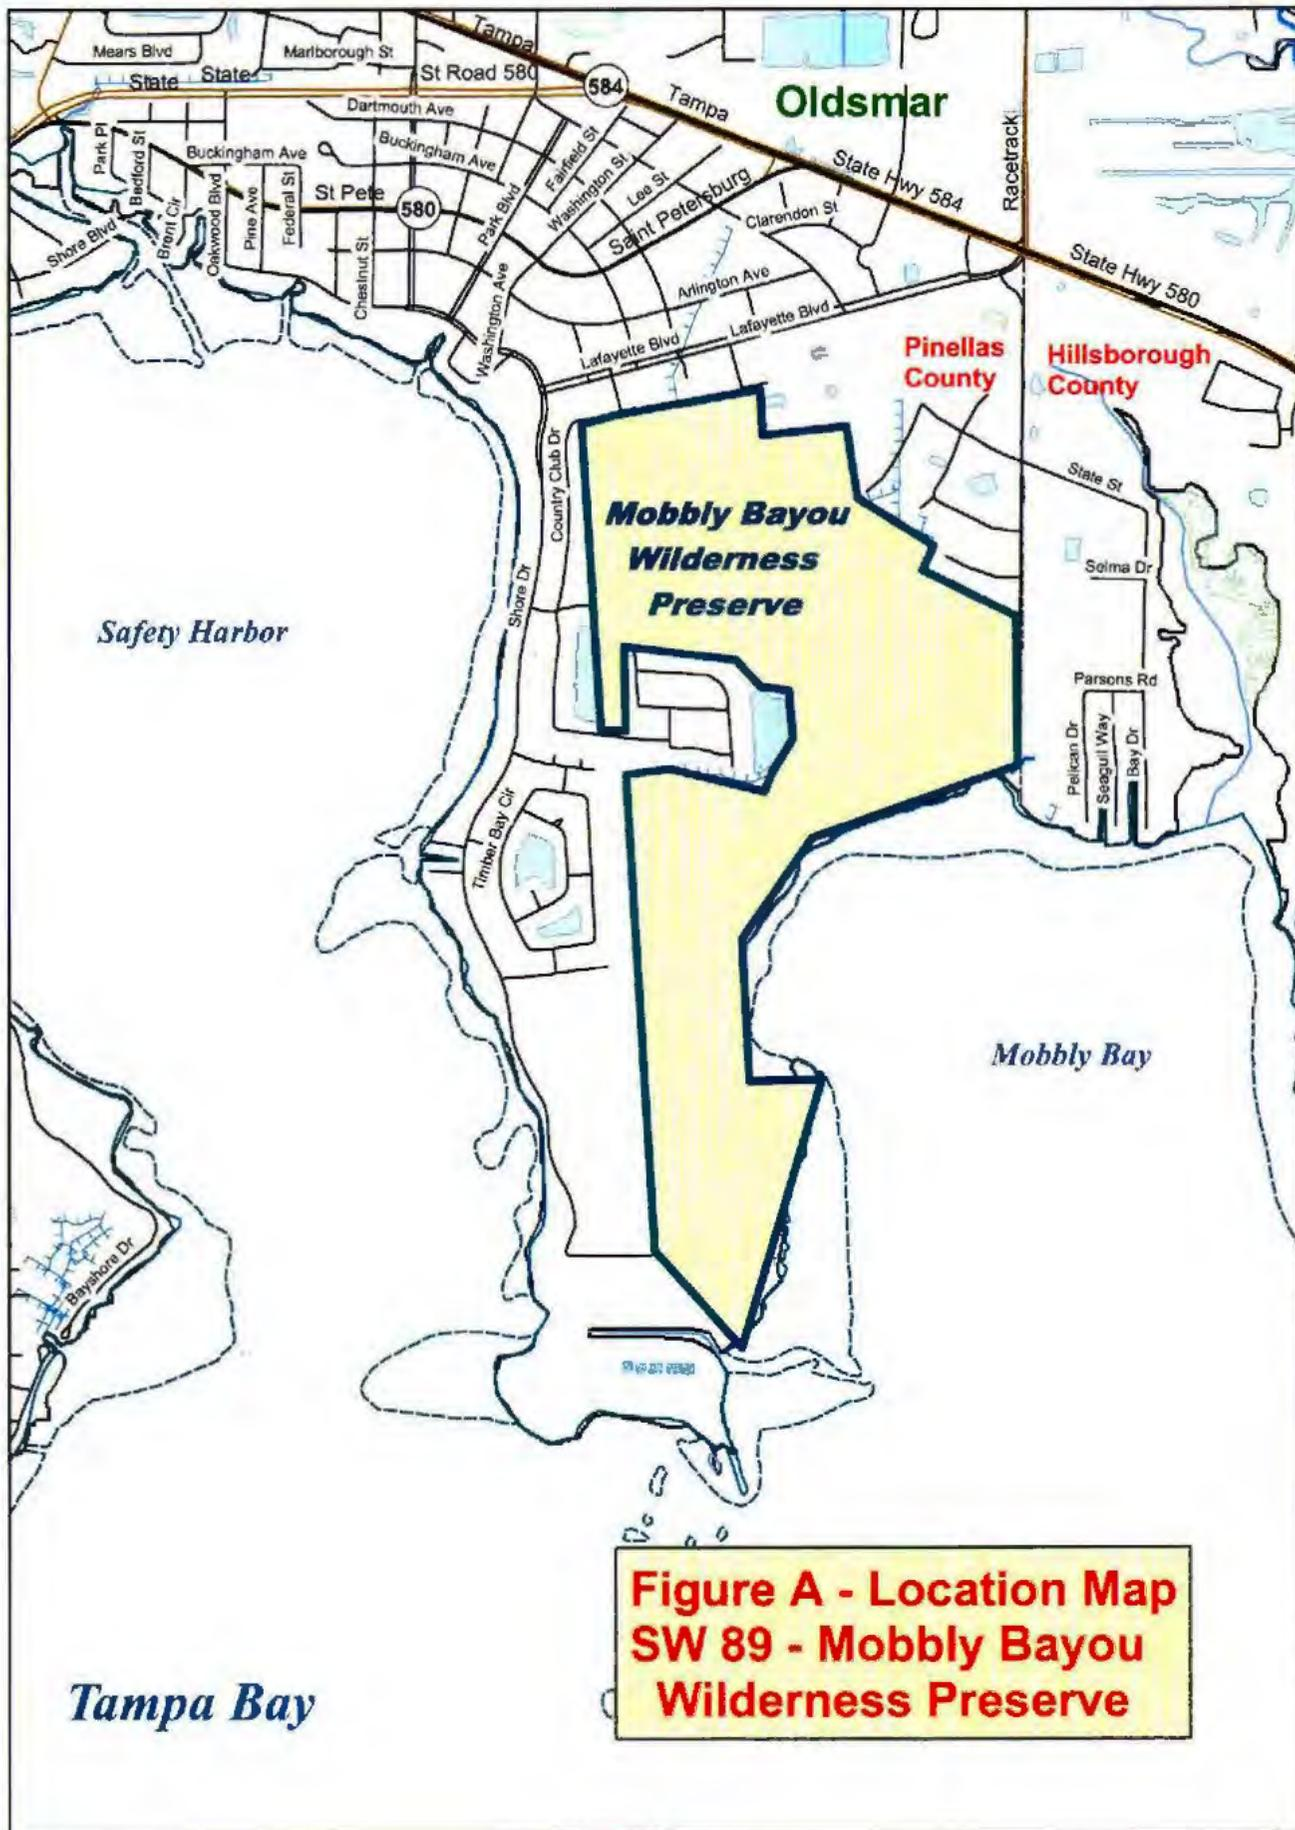 Mears Blvd
Marlborough St
Tampa
State
State
St Road 580
584
Tampa
Oldsmar
Dartmouth Ave
Park Pl
Bedford St
Buckingham Ave
Buckingham Ave
Fairfield St
Washington St
Lee St
State Hwy 584
Racetrack
Shore Blvd
Brent Cir
Oakwood Blvd
Pine Ave
Federal St
St Pete
580
Park Blvd
Saint Petersburg
Clarendon St
State Hwy 580
Chestnut St
Washington Ave
Arlington Ave
Lafayette Blvd
Lafayette Blvd
Pinellas
County
Hillsborough
County
Country Club Dr
State St
Mobbly Bayou
Wilderness
Preserve
Selma Dr
Shore Dr
Safety Harbor
Parsons Rd
Pelican Dr
Seagull Way
Bay Dr
Timber Bay Cir
Mobbly Bay
Bayshore Dr
Figure A - Location Map
SW 89 - Mobbly Bayou
Wilderness Preserve
Tampa Bay